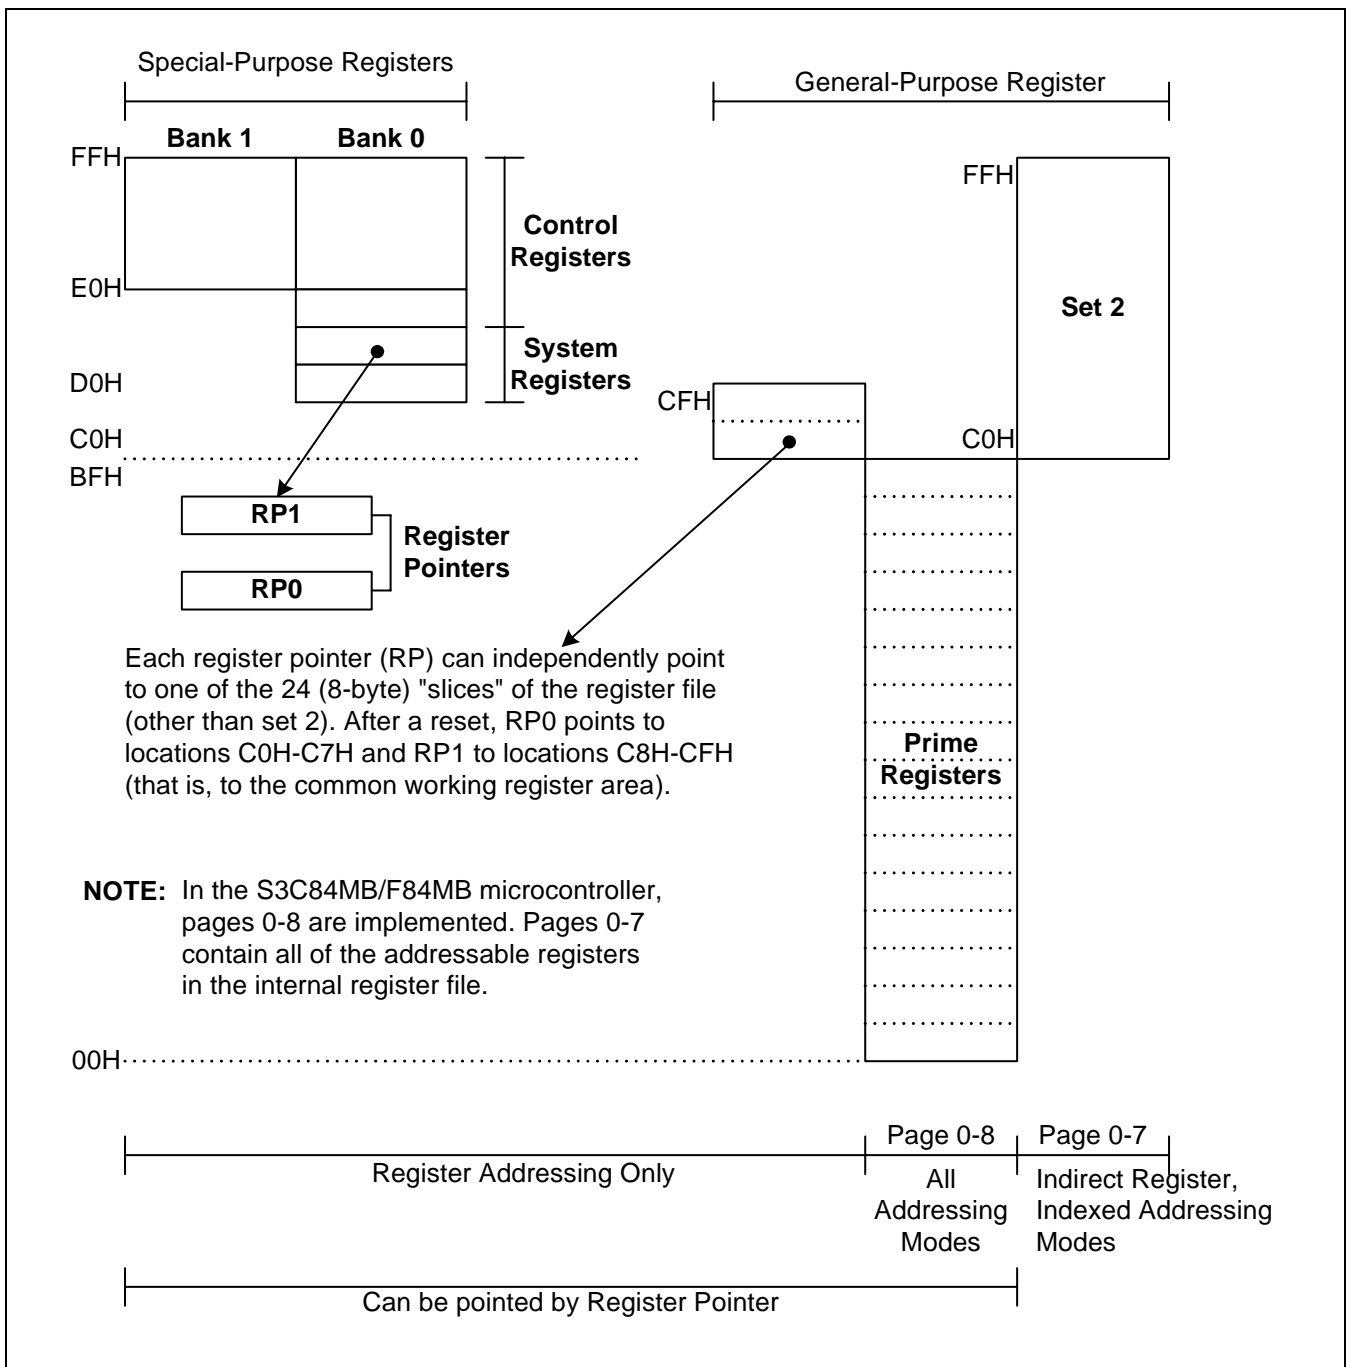 Special-Purpose Registers
General-Purpose Register
Bank 1
Bank 0
FFH
FFH
Control
Registers
E0H
Set 2
System
Registers
D0H
CFH
C0H
C0H
BFH
RP1
Register
Pointers
RP0
Each register pointer (RP) can independently point
to one of the 24 (8-byte) "slices" of the register file
(other than set 2). After a reset, RP0 points to
locations C0H-C7H and RP1 to locations C8H-CFH
(that is, to the common working register area).
Prime
Registers
NOTE: In the S3C84MB/F84MB microcontroller,
pages 0-8 are implemented. Pages 0-7
contain all of the addressable registers
in the internal register file.
00H
Page 0-8
Page 0-7
Register Addressing Only
All
Addressing
Modes
Indirect Register,
Indexed Addressing
Modes
Can be pointed by Register Pointer